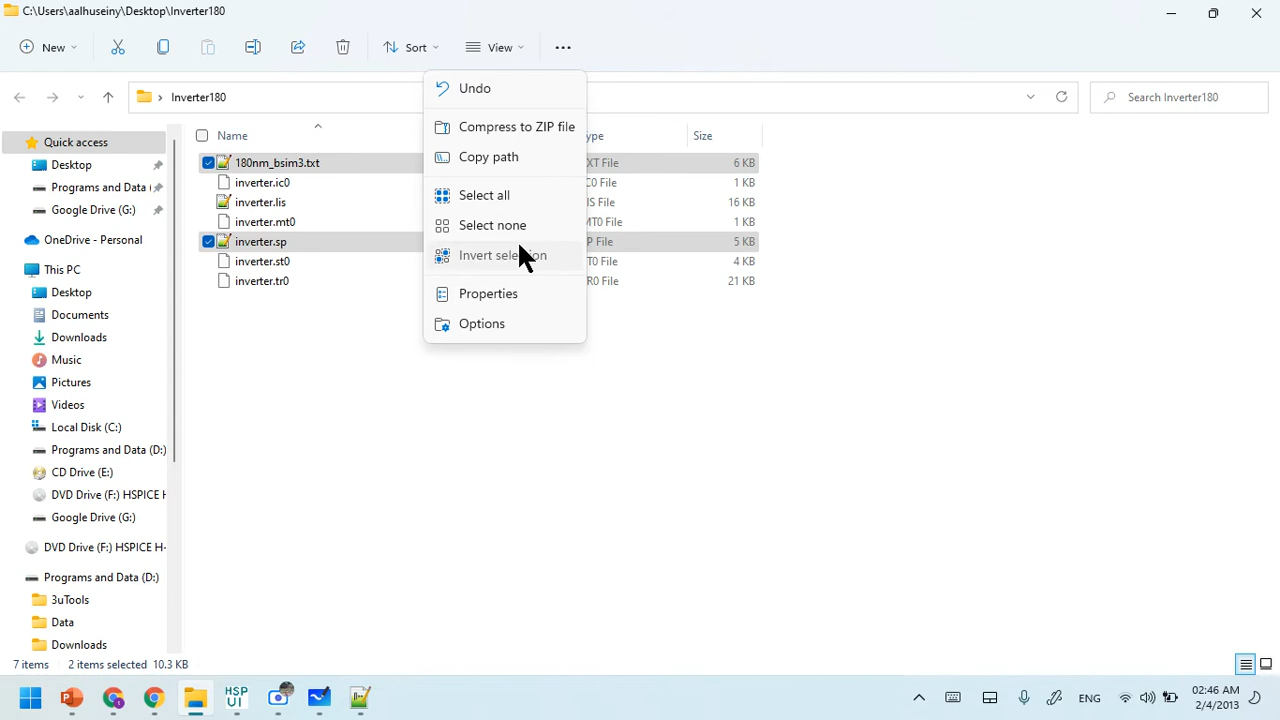 C:\Users\aalhuseiny\Desktop\Inverter180
New
Sort
View
Inverter180
Search Inverter180
Undo
Compress to ZIP file
Copy path
Select all
Select none
Invert selection
Properties
Options
Name
ype
Size
180nm_bsim3.txt
XT File
6 KB
inverter.ic0
C0 File
1 KB
inverter.lis
IS File
16 KB
inverter.mt0
MT0 File
1 KB
inverter.sp
P File
5 KB
inverter.st0
T0 File
4 KB
inverter.tr0
R0 File
21 KB
Quick access
Desktop
Programs and Data (
Google Drive (G:)
OneDrive - Personal
This PC
Desktop
Documents
Downloads
Music
Pictures
Videos
Local Disk (C:)
Programs and Data (D:)
CD Drive (E:)
DVD Drive (F:) HSPICE H
Google Drive (G:)
DVD Drive (F:) HSPICE H-
Programs and Data (D:)
3uTools
Data
Downloads
7 items
2 items selected 10.3 KB
HSP
UI
ENG
02:46 AM
2/4/2013